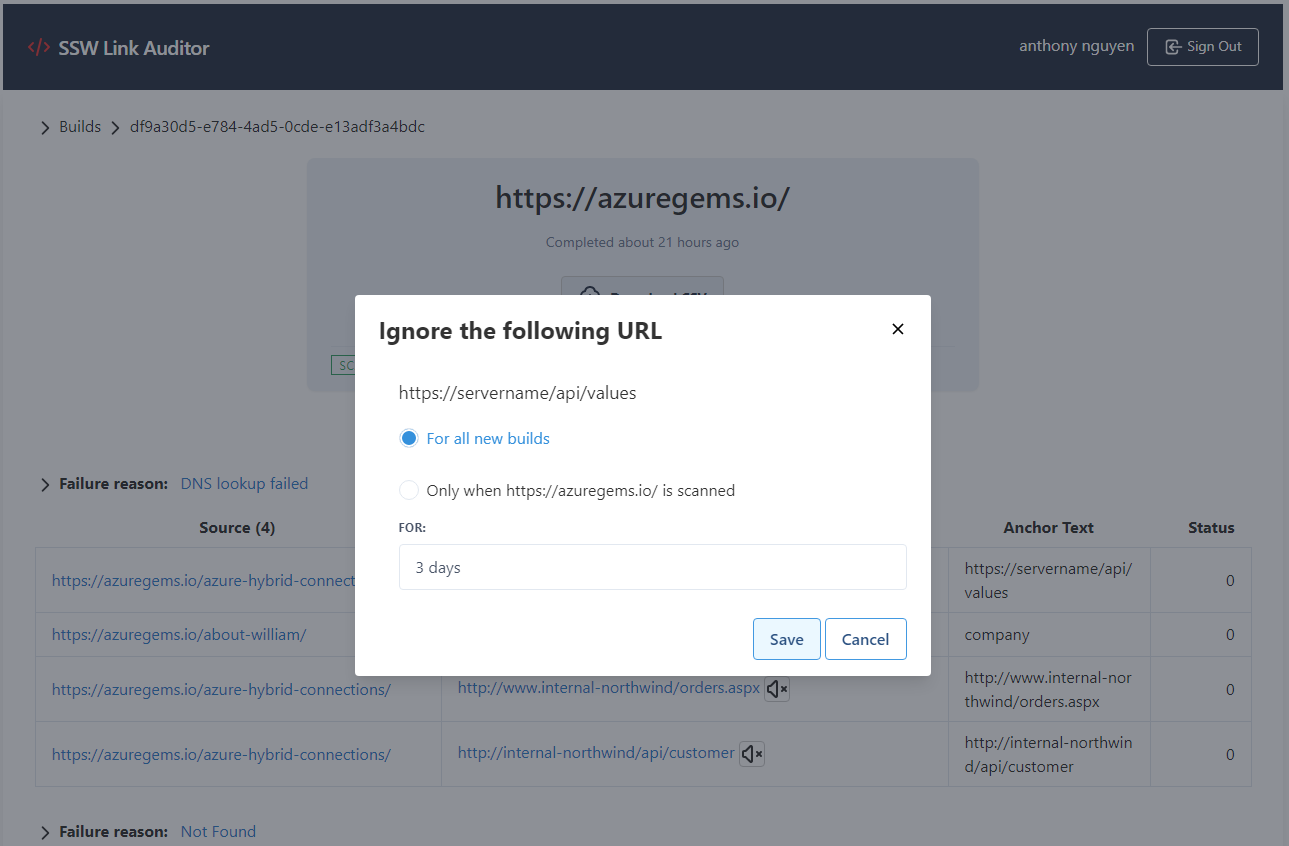 </> SSW Link Auditor
anthony nguyen
Sign Out
Builds
df9a30d5-e784-4ad5-0cde-e13adf3a4bdc
https://azuregems.io/
Completed about 21 hours ago
Ignore the following URL
https://servername/api/values
For all new builds
Only when https://azuregems.io/ is scanned
FOR:
3 days
Save
Cancel
Failure reason: DNS lookup failed
Source (4)
Anchor Text
Status
https://azuregems.io/azure-hybrid-connect
https://servername/api/
values
0
https://azuregems.io/about-william/
company
0
https://azuregems.io/azure-hybrid-connections/
http://www.internal-northwind/orders.aspx
http://www.internal-nor
thwind/orders.aspx
0
https://azuregems.io/azure-hybrid-connections/
http://internal-northwind/api/customer
http://internal-northwin
d/api/customer
0
Failure reason: Not Found